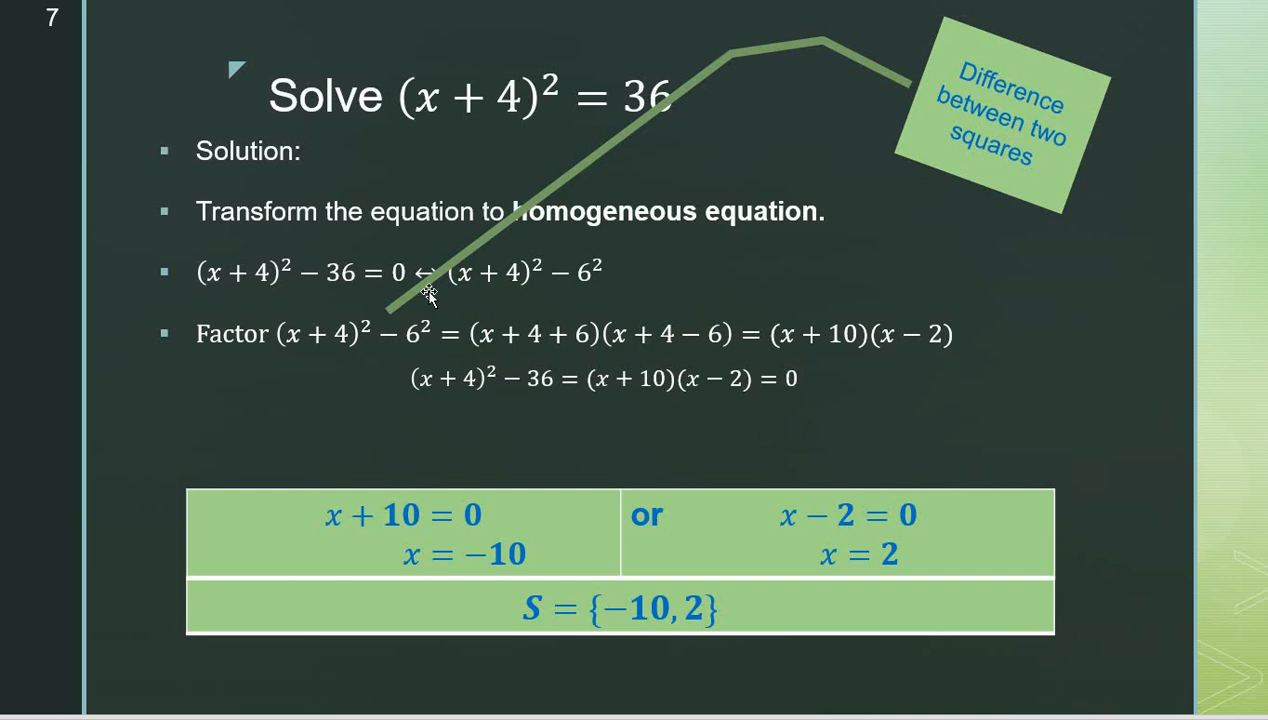 7
Solve (x + 4)² = 36
Difference
between two
squares
▪ Solution:
▪ Transform the equation to homogeneous equation.
▪ (x + 4)² − 36 = 0 ↔ (x + 4)² − 6²
▪ Factor (x + 4)² − 6² = (x + 4 + 6)(x + 4 − 6) = (x + 10)(x − 2)
(x + 4)² − 36 = (x + 10)(x − 2) = 0
x + 10 = 0 or x − 2 = 0
x = −10 x = 2
S = {−10, 2}